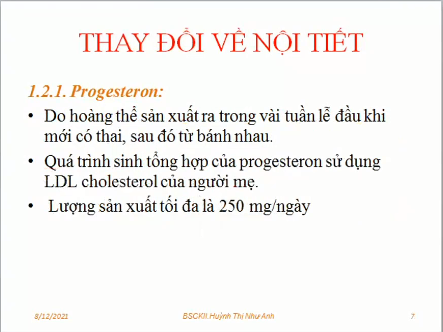 THAY ĐỔI VỀ NỘI TIẾT
1.2.1. Progesteron:
• Do hoàng thể sản xuất ra trong vài tuần lễ đầu khi
mới có thai, sau đó từ bánh nhau.
• Quá trình sinh tổng hợp của progesteron sử dụng
LDL cholesterol của người mẹ.
• Lượng sản xuất tối đa là 250 mg/ngày
8/12/2021 BSCKII.Huỳnh Thị Như Anh 7